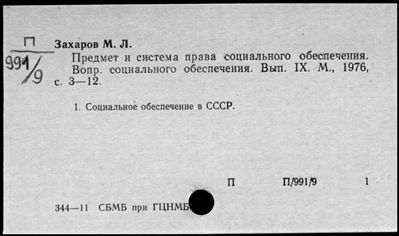 П
991/9
Захаров М. Л.
Предмет и система права социального обеспечения.
Вопр. социального обеспечения. Вып. IX. М., 1976,
с. 3—12.
1. Социальное обеспечение в СССР.
П П/991/9 1
344—11 СБМБ при ГЦНМБ